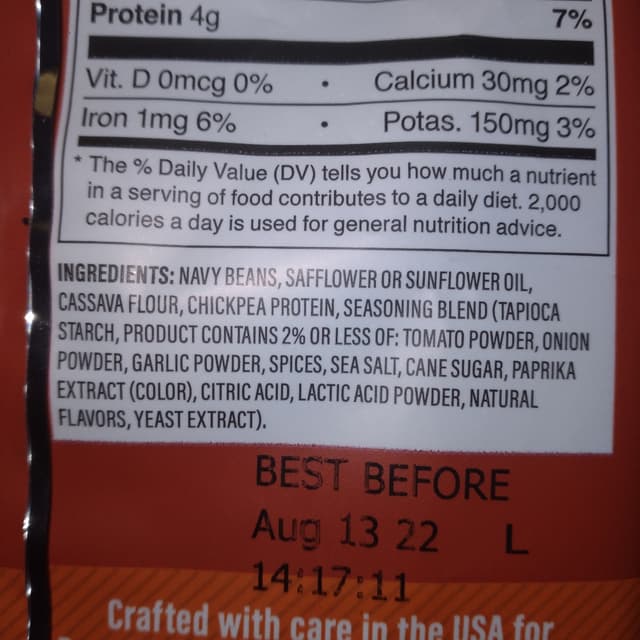 Protein 4g 7%
Vit. D 0mcg 0% • Calcium 30mg 2%
Iron 1mg 6% • Potas. 150mg 3%
* The % Daily Value (DV) tells you how much a nutrient
in a serving of food contributes to a daily diet. 2,000
calories a day is used for general nutrition advice.
INGREDIENTS: NAVY BEANS, SAFFLOWER OR SUNFLOWER OIL,
CASSAVA FLOUR, CHICKPEA PROTEIN, SEASONING BLEND (TAPIOCA
STARCH, PRODUCT CONTAINS 2% OR LESS OF: TOMATO POWDER, ONION
POWDER, GARLIC POWDER, SPICES, SEA SALT, CANE SUGAR, PAPRIKA
EXTRACT (COLOR), CITRIC ACID, LACTIC ACID POWDER, NATURAL
FLAVORS, YEAST EXTRACT).
BEST BEFORE
Aug 13 22 L
14:17:11
Crafted with care in the USA for